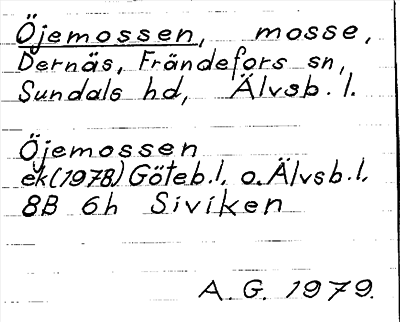 Öjemossen, mosse,
Dernäs, Frändefors sn,
Sundals hd, Älvsb. l.
Öjemossen
ek (1978) Göteb. l. o. Älvsb. l.
8B 6h Siviken
A. G. 1979.